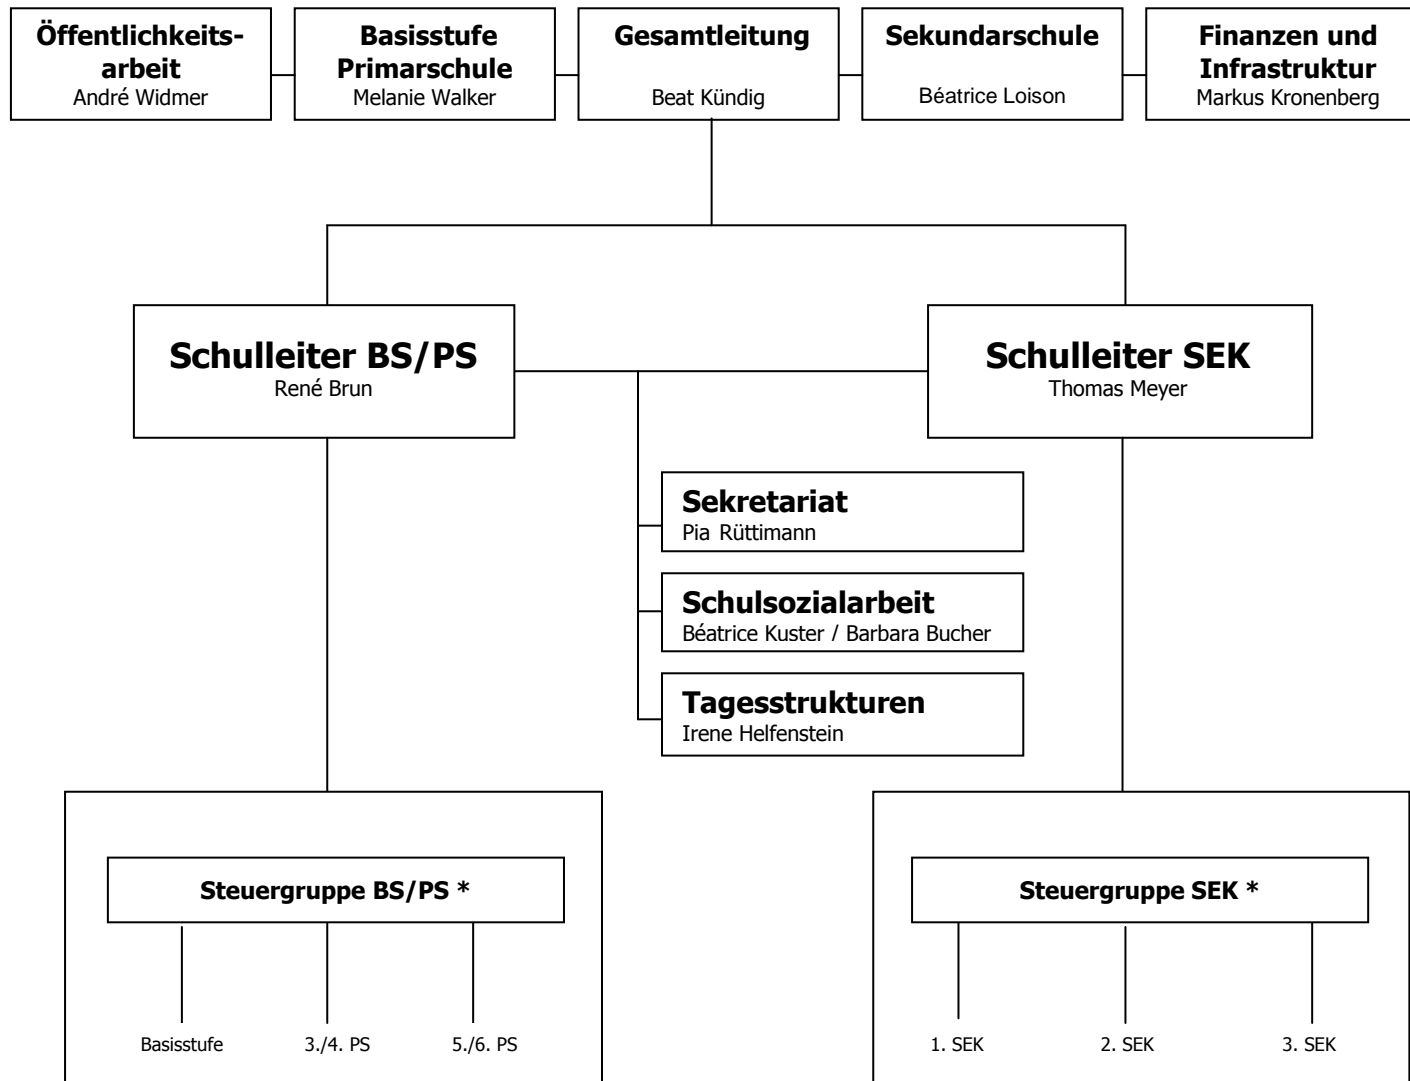 Öffentlichkeits-
arbeit
André Widmer
Basisstufe
Primarschule
Melanie Walker
Gesamtleitung
Beat Kündig
Sekundarschule
Béatrice Loison
Finanzen und
Infrastruktur
Markus Kronenberg
Schulleiter BS/PS
René Brun
Schulleiter SEK
Thomas Meyer
Sekretariat
Pia Rüttimann
Schulsozialarbeit
Béatrice Kuster / Barbara Bucher
Tagesstrukturen
Irene Helfenstein
Steuergruppe BS/PS *
Basisstufe
3./4. PS
5./6. PS
Steuergruppe SEK *
1. SEK
2. SEK
3. SEK